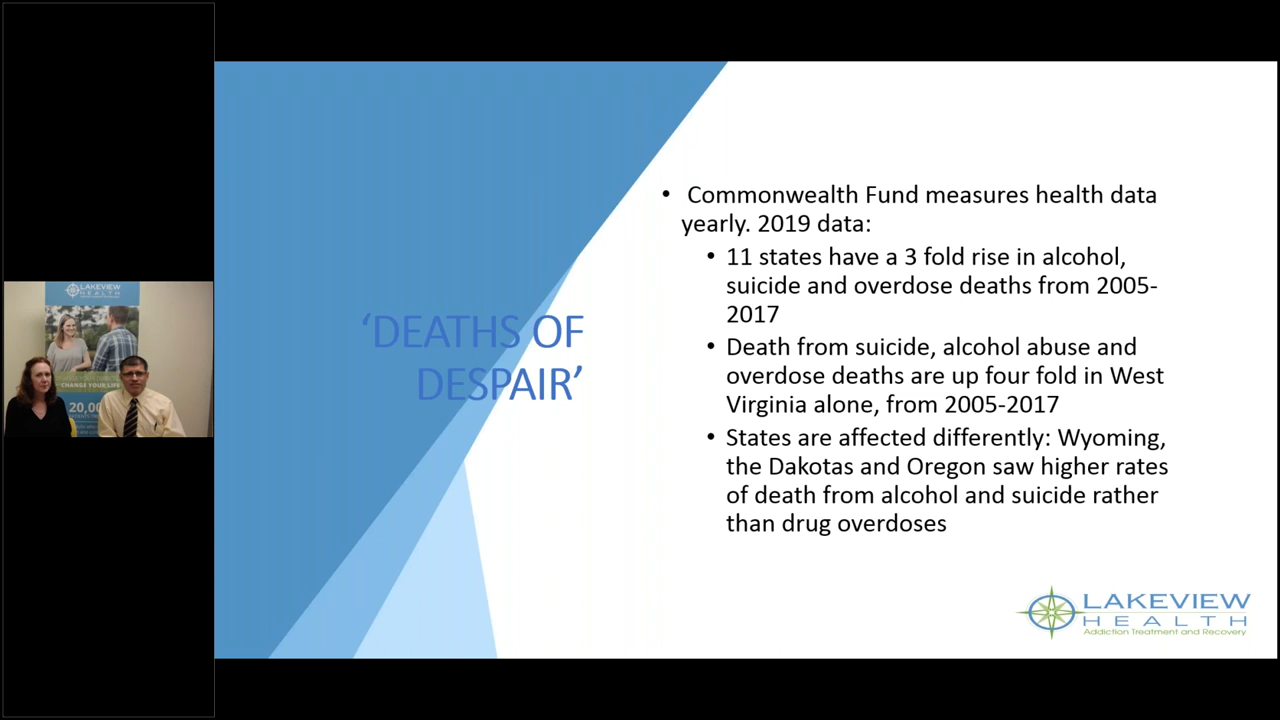 LAKEVIEW
HEALTH
CHANGE YOUR LIFE
20,00
‘DEATHS OF
DESPAIR’
• Commonwealth Fund measures health data
yearly. 2019 data:
• 11 states have a 3 fold rise in alcohol,
suicide and overdose deaths from 2005-
2017
• Death from suicide, alcohol abuse and
overdose deaths are up four fold in West
Virginia alone, from 2005-2017
• States are affected differently: Wyoming,
the Dakotas and Oregon saw higher rates
of death from alcohol and suicide rather
than drug overdoses
LAKEVIEW
HEALTH
Addiction Treatment and Recovery